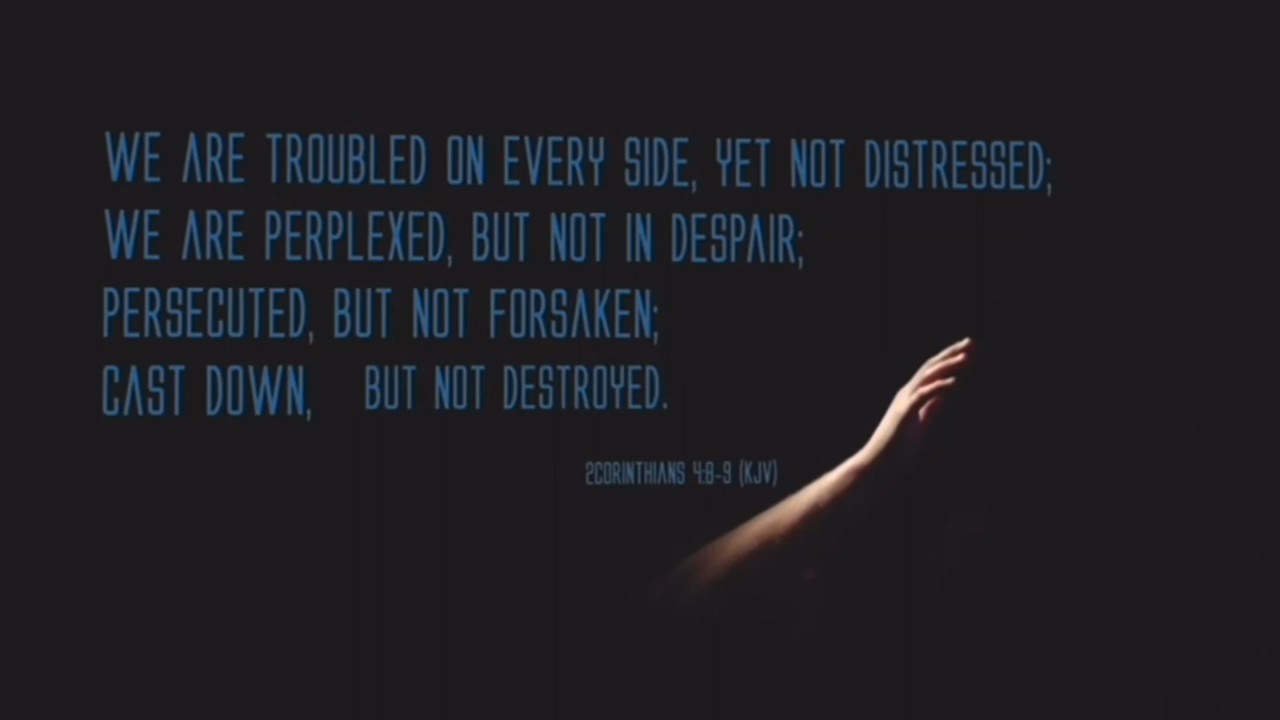 WE ARE TROUBLED ON EVERY SIDE, YET NOT DISTRESSED;
WE ARE PERPLEXED, BUT NOT IN DESPAIR;
PERSECUTED, BUT NOT FORSAKEN;
CAST DOWN, BUT NOT DESTROYED.
2CORINTHIANS 4:8-9 (KJV)